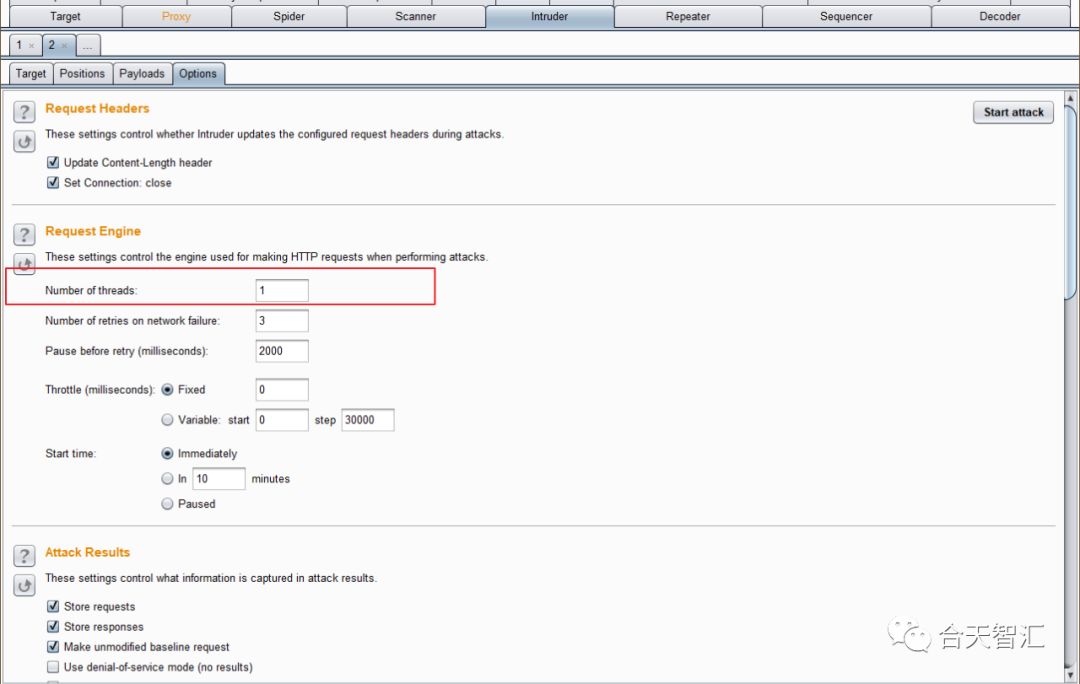 Target Proxy Spider Scanner Intruder Repeater Sequencer Decoder
1 × 2 × ...
Target Positions Payloads Options
? Request Headers Start attack
These settings control whether Intruder updates the configured request headers during attacks.
Update Content-Length header
Set Connection: close
? Request Engine
These settings control the engine used for making HTTP requests when performing attacks.
Number of threads: 1
Number of retries on network failure: 3
Pause before retry (milliseconds): 2000
Throttle (milliseconds): Fixed 0
Variable: start 0 step 30000
Start time: Immediately
In 10 minutes
Paused
? Attack Results
These settings control what information is captured in attack results.
Store requests
Store responses
Make unmodified baseline request
合天智汇
Use denial-of-service mode (no results)